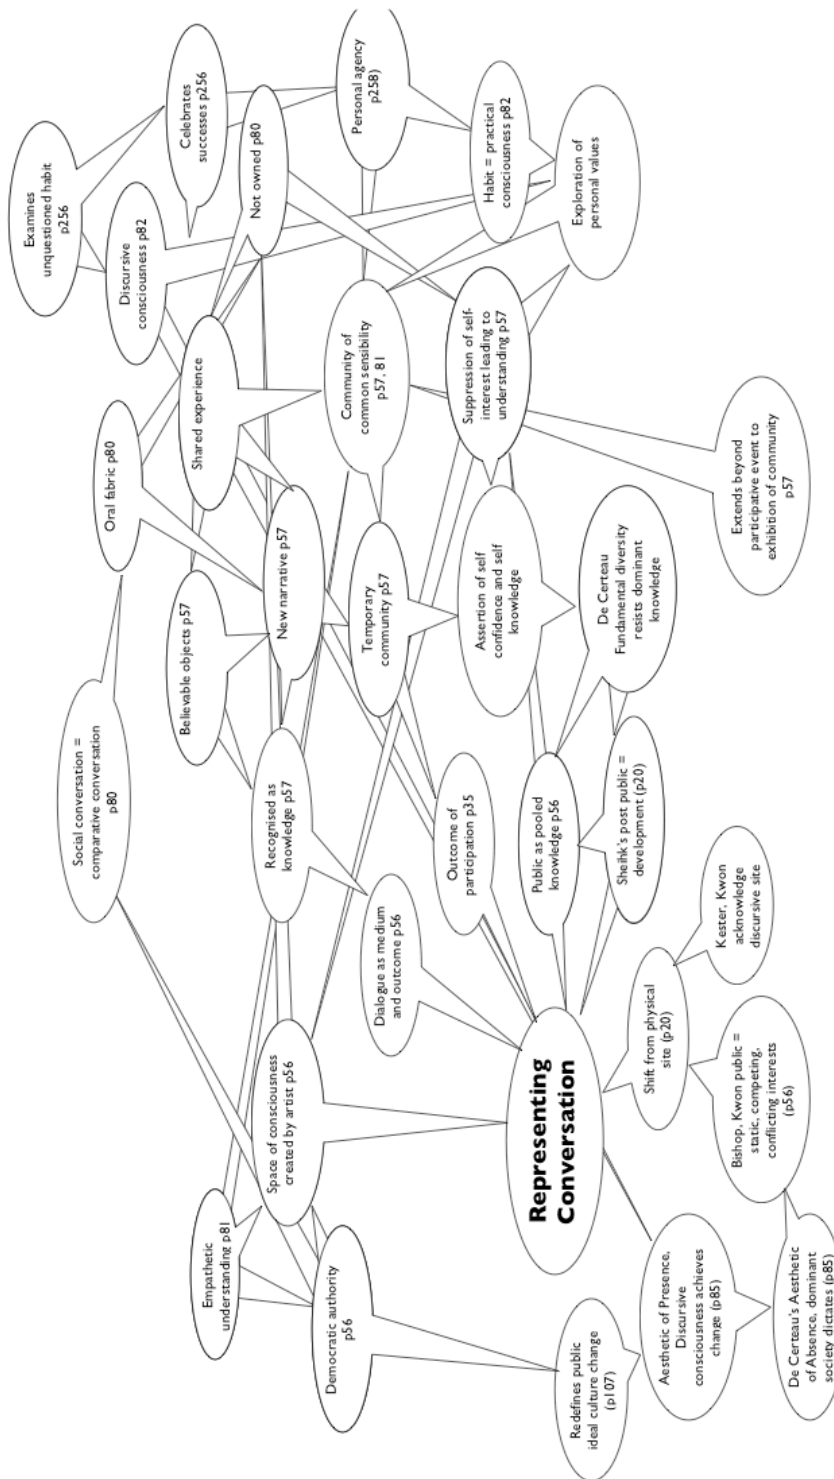 Examines
unquestioned habit
p256
Celebrates
successes p256
Personal agency
p258)
Discursive
consciousness p82
Not owned p80
Habit = practical
consciousness p82
Exploration of
personal values
Oral fabric p80
Shared experience
Community of
common sensibility
p57, 81
Suppression of self-
interest leading to
understanding p57
Social conversation =
comparative conversation
p80
Believable objects p57
New narrative p57
Temporary
community p57
Assertion of self
confidence and self
knowledge
De Certeau
Fundamental diversity
resists dominant
knowledge
Extends beyond
participative event to
exhibition of community
p57
Recognised as
knowledge p57
Outcome of
participation p35
Public as pooled
knowledge p56
Sheihk's post public =
development (p20)
Dialogue as medium
and outcome p56
Space of consciousness
created by artist p56
Representing
Conversation
Shift from physical
site (p20)
Kester, Kwon
acknowledge
discursive site
Empathetic
understanding p81
Democratic authority
p56
Bishop, Kwon public =
static, competing,
conflicting interests
(p56)
Redefines public
ideal culture change
(p107)
Aesthetic of Presence,
Discursive
consciousness achieves
change (p85)
De Certeau's Aesthetic
of Absence, dominant
society dictates (p85)